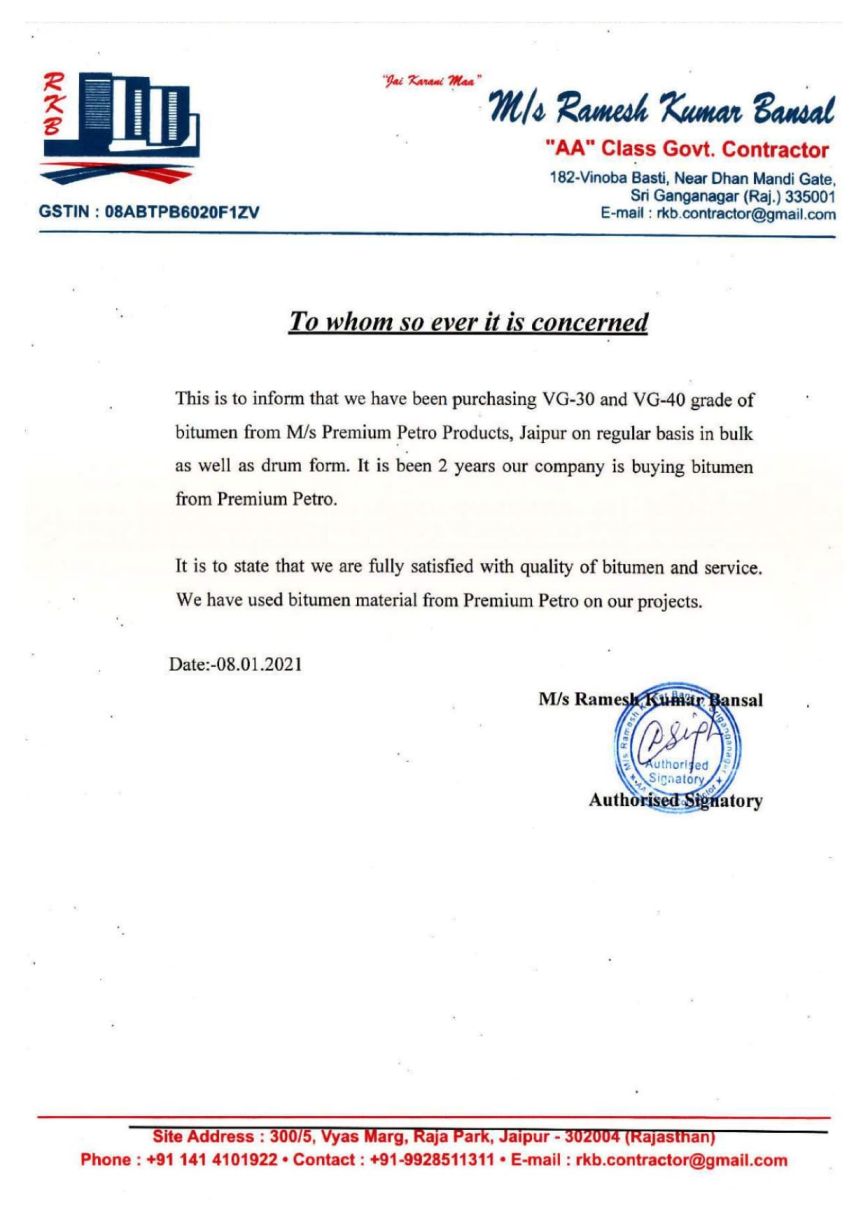 RKB
"Jai Karani Maa"
M/s Ramesh Kumar Bansal
"AA" Class Govt. Contractor
182-Vinoba Basti, Near Dhan Mandi Gate,
Sri Ganganagar (Raj.) 335001
GSTIN : 08ABTPB6020F1ZV
E-mail : rkb.contractor@gmail.com
To whom so ever it is concerned
This is to inform that we have been purchasing VG-30 and VG-40 grade of
bitumen from M/s Premium Petro Products, Jaipur on regular basis in bulk
as well as drum form. It is been 2 years our company is buying bitumen
from Premium Petro.
It is to state that we are fully satisfied with quality of bitumen and service.
We have used bitumen material from Premium Petro on our projects.
Date:-08.01.2021
M/s Ramesh Kumar Bansal
Authorised
Signatory
Authorised Signatory
Site Address : 300/5, Vyas Marg, Raja Park, Jaipur - 302004 (Rajasthan)
Phone : +91 141 4101922 • Contact : +91-9928511311 • E-mail : rkb.contractor@gmail.com